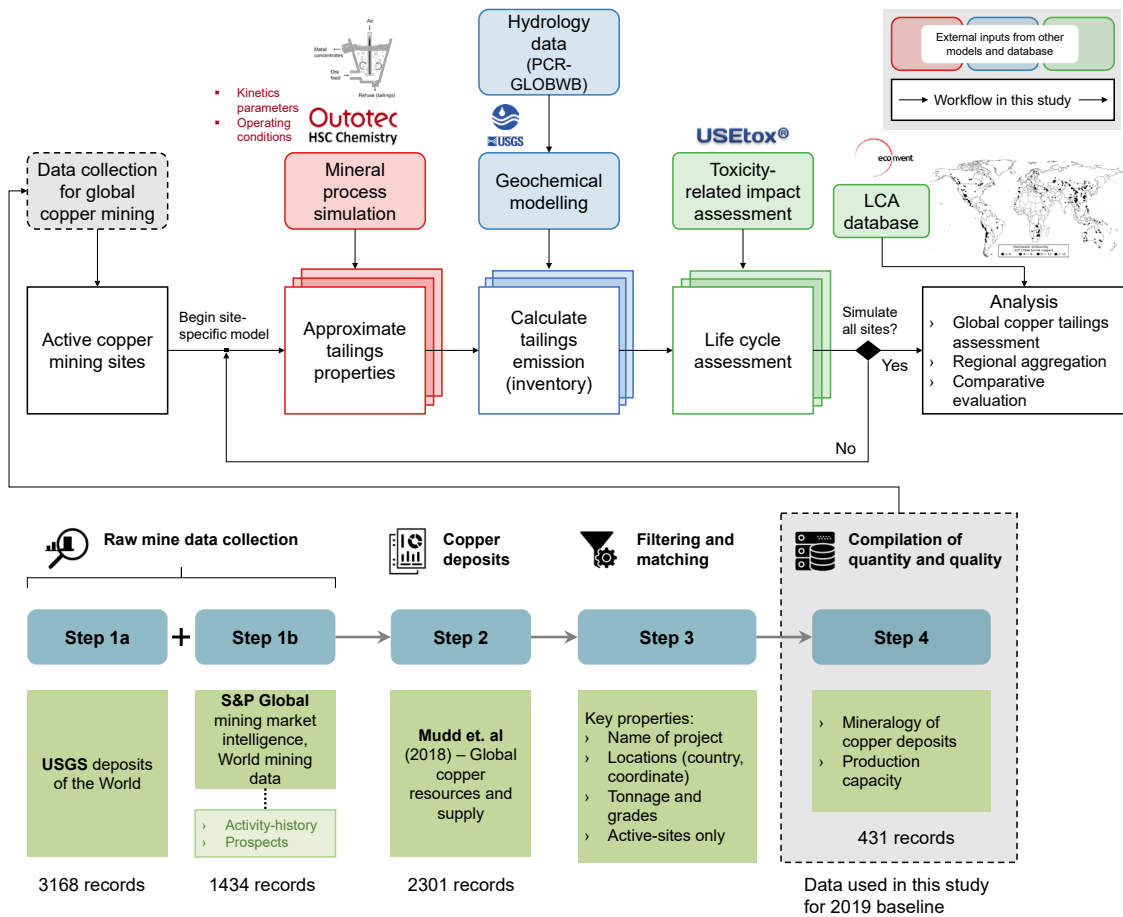 Air
Metal
concentrates
Ore
feed
Refuse (tailings)
▪ Kinetics
parameters
▪ Operating
conditions
Outotec
HSC Chemistry
Hydrology
data
(PCR-
GLOBWB)
USGS
USEtox®
ecoinvent
External inputs from other
models and database
Workflow in this study
Data collection
for global
copper mining
Mineral
process
simulation
Geochemical
modelling
Toxicity-
related impact
assessment
LCA
database
Active copper
mining sites
Begin site-
specific model
Approximate
tailings
properties
Calculate
tailings
emission
(inventory)
Life cycle
assessment
Simulate
all sites?
Yes
No
Analysis
› Global copper tailings
assessment
› Regional aggregation
› Comparative
evaluation
Raw mine data collection
Copper
deposits
Filtering and
matching
Compilation of
quantity and quality
Step 1a
+
Step 1b
Step 2
Step 3
Step 4
USGS deposits
of the World
S&P Global
mining market
intelligence,
World mining
data
› Activity-history
› Prospects
Mudd et. al
(2018) – Global
copper
resources and
supply
Key properties:
› Name of project
› Locations (country,
coordinate)
› Tonnage and
grades
› Active-sites only
› Mineralogy of
copper deposits
› Production
capacity
3168 records
1434 records
2301 records
431 records
Data used in this study
for 2019 baseline